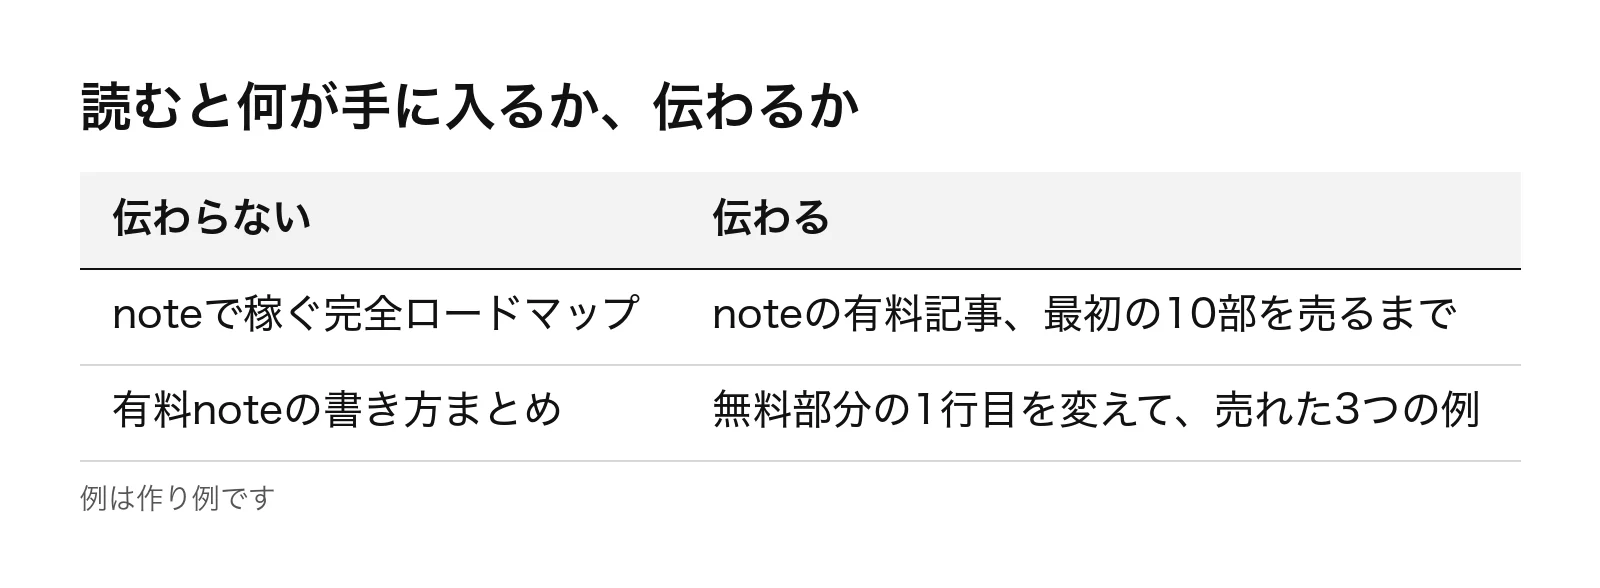 読むと何が手に入るか、伝わるか
伝わらない 伝わる
noteで稼ぐ完全ロードマップ noteの有料記事、最初の10部を売るまで
有料noteの書き方まとめ 無料部分の1行目を変えて、売れた3つの例
例は作り例です